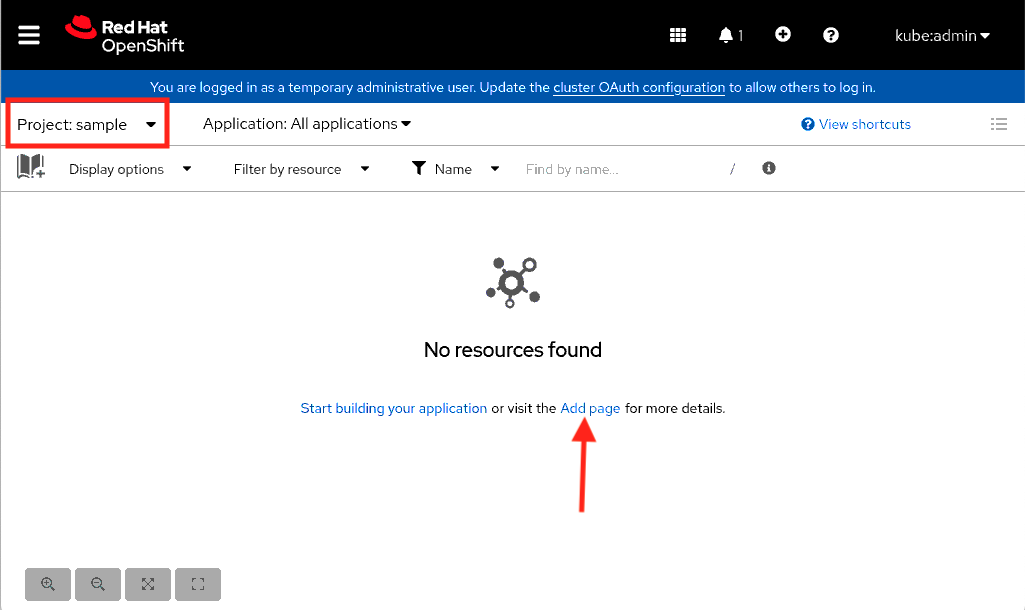 Red Hat
OpenShift
1
kube:admin
You are logged in as a temporary administrative user. Update the cluster OAuth configuration to allow others to log in.
Project: sample
Application: All applications
View shortcuts
Display options
Filter by resource
Name
Find by name...
/
No resources found
Start building your application or visit the Add page for more details.